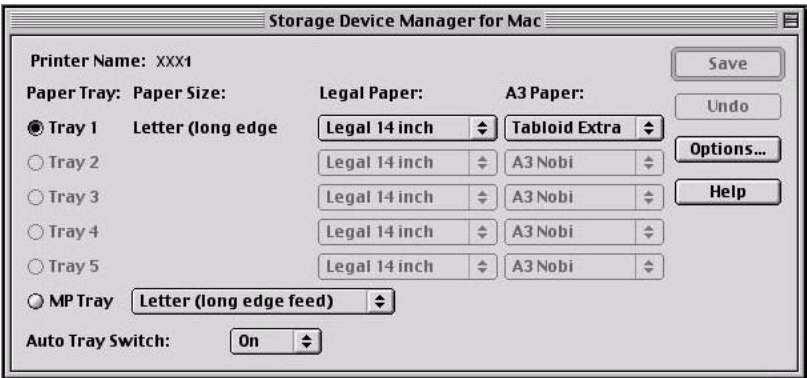 Storage Device Manager for Mac
Printer Name: XXX1
Save
Paper Tray: Paper Size: Legal Paper: A3 Paper:
Undo
Tray 1 Letter (long edge Legal 14 inch Tabloid Extra
Options...
Tray 2 Legal 14 inch A3 Nobi
Tray 3 Legal 14 inch A3 Nobi
Help
Tray 4 Legal 14 inch A3 Nobi
Tray 5 Legal 14 inch A3 Nobi
MP Tray Letter (long edge feed)
Auto Tray Switch: On